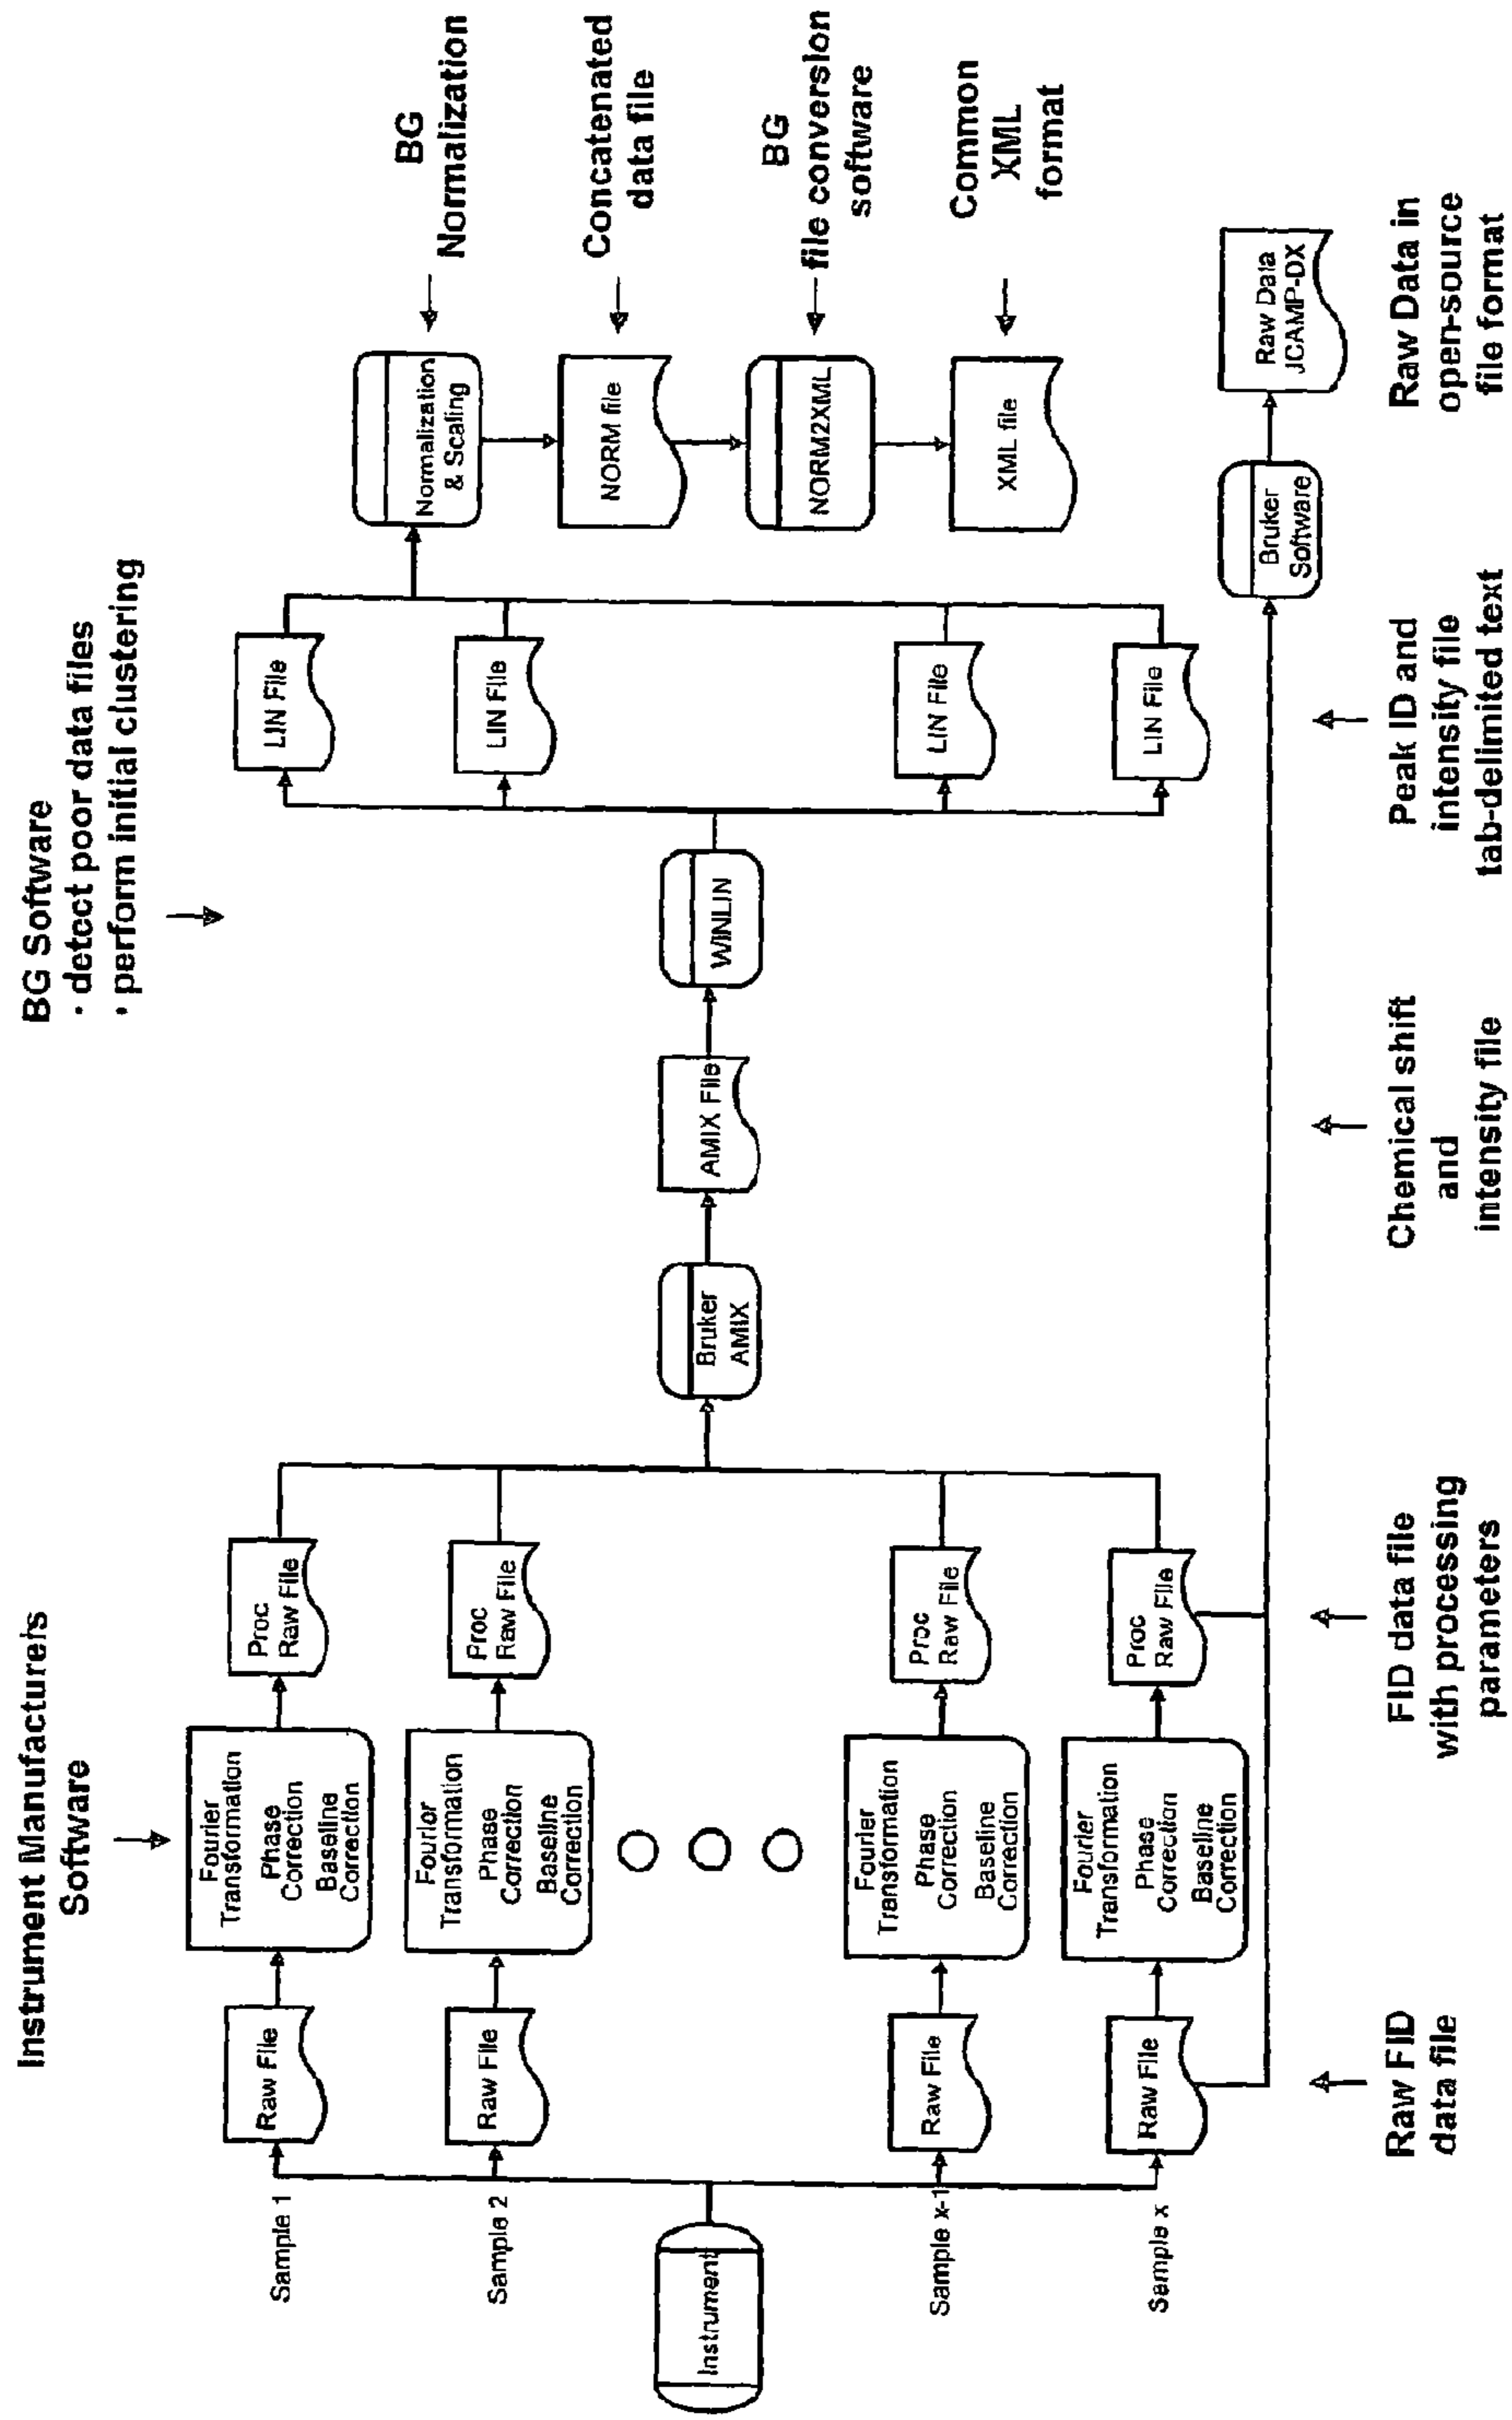 Instrument Manufacturer's
Software
BG Software
· detect poor data files
· perform initial clustering
Sample 1
Raw File
Fourier
Transformation
Phase
Correction
Baseline
Correction
Proc
Raw File
LIN File
Sample 2
Raw File
Fourier
Transformation
Phase
Correction
Baseline
Correction
Proc
Raw File
LIN File
Instrument
Bruker
AMIX
AMIX File
WINLIN
Sample x-1
Raw File
Fourier
Transformation
Phase
Correction
Baseline
Correction
Proc
Raw File
LIN File
Sample x
Raw File
Fourier
Transformation
Phase
Correction
Baseline
Correction
Proc
Raw File
LIN File
Normalization
& Scaling
BG
Normalization
NORM file
Concatenated
data file
NORM2XML
BG
file conversion
software
XML file
Common
XML
format
Bruker
Software
Raw Data
JCAMP-DX
Raw FID
data file
FID data file
with processing
parameters
Chemical shift
and
intensity file
Peak ID and
intensity file
tab-delimited text
Raw Data in
open-source
file format